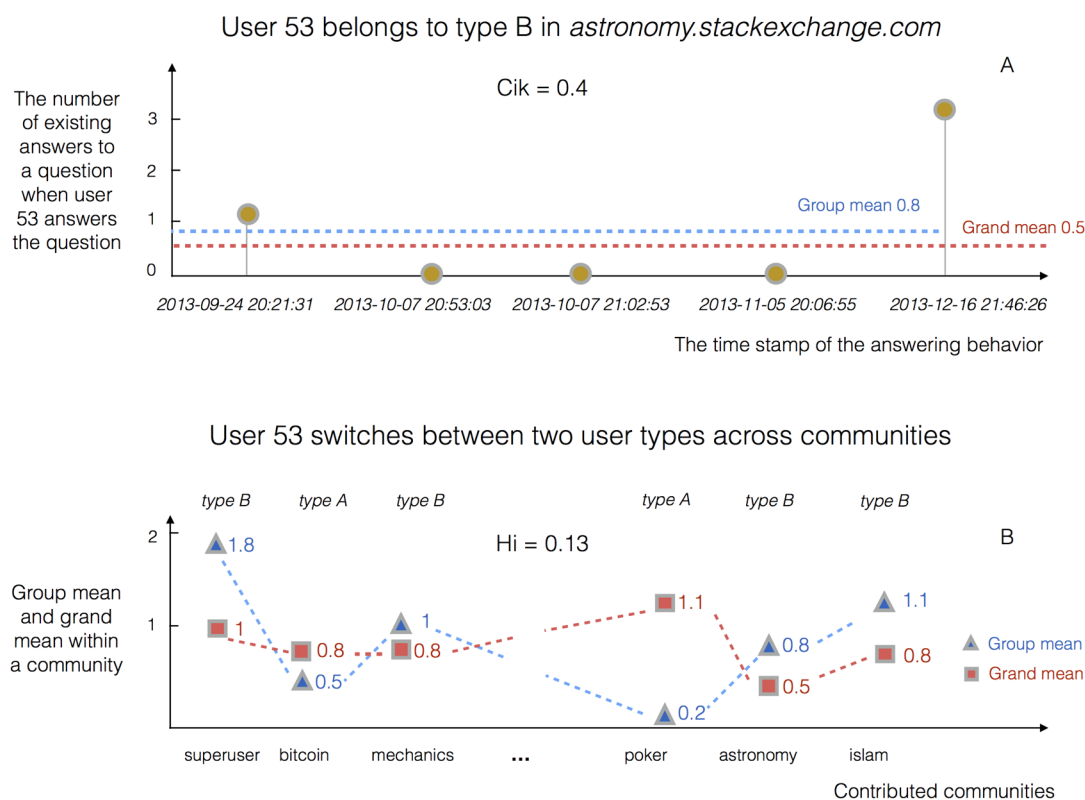 User 53 belongs to type B in astronomy.stackexchange.com
A
Cik = 0.4
The number
of existing
answers to
a question
when user
53 answers
the question
3
2
1
0
Group mean 0.8
Grand mean 0.5
2013-09-24 20:21:31 2013-10-07 20:53:03 2013-10-07 21:02:53 2013-11-05 20:06:55 2013-12-16 21:46:26
The time stamp of the answering behavior
User 53 switches between two user types across communities
type B type A type B type A type B type B
B
Hi = 0.13
Group mean
and grand
mean within
a community
2
1
1.8
1
0.8
0.5
1
0.8
1.1
0.2
0.8
0.5
1.1
0.8
Group mean
Grand mean
superuser bitcoin mechanics ... poker astronomy islam
Contributed communities